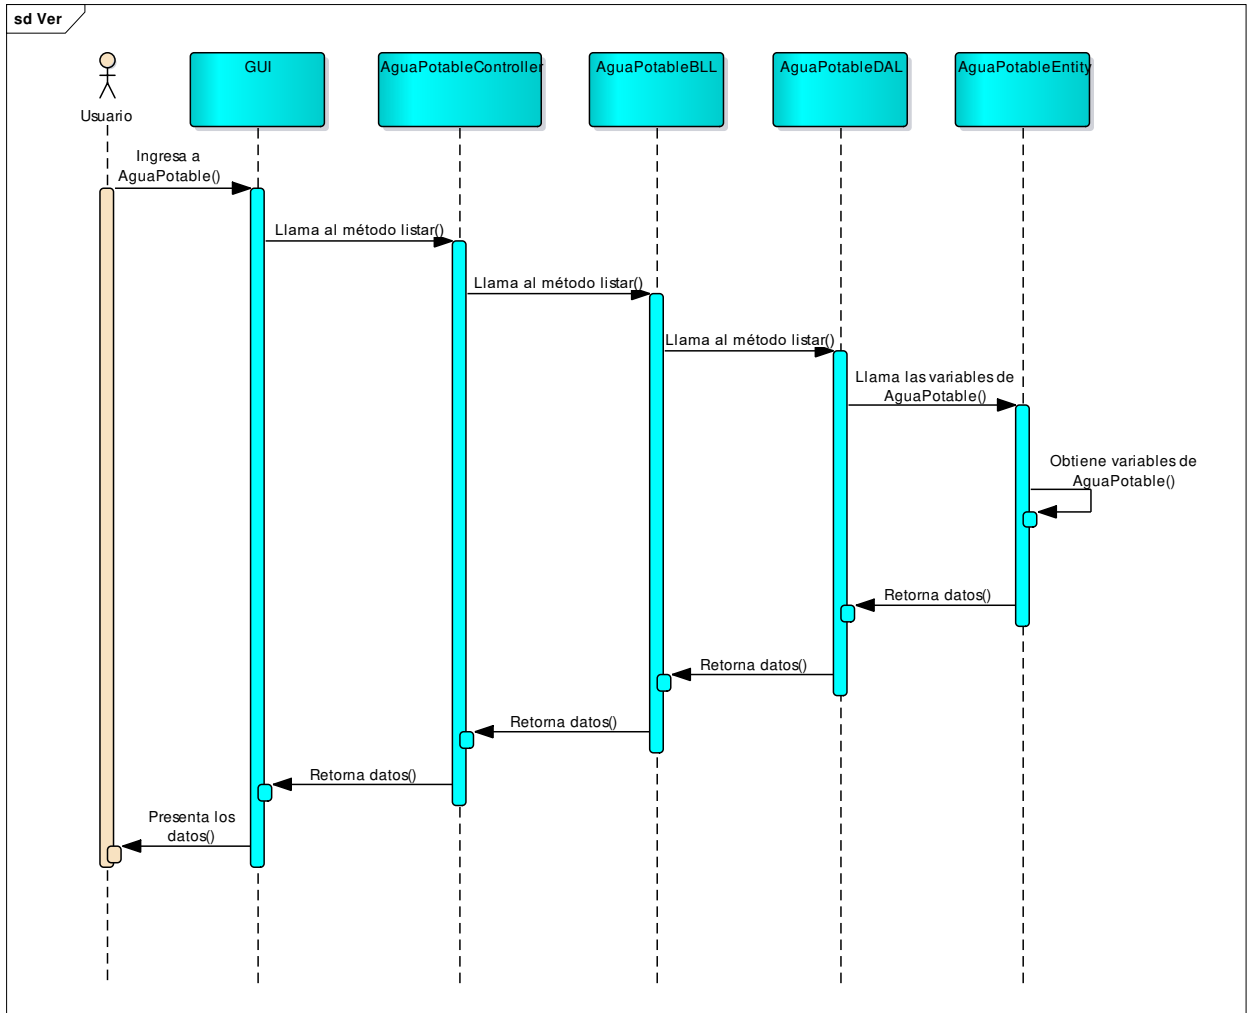 sd Ver
Usuario
GUI
AguaPotableController
AguaPotableBLL
AguaPotableDAL
AguaPotableEntity
Ingresa a
AguaPotable()
Llama al método listar()
Llama al método listar()
Llama al método listar()
Llama las variables de
AguaPotable()
Obtiene variables de
AguaPotable()
Retorna datos()
Retorna datos()
Retorna datos()
Retorna datos()
Presenta los
datos()